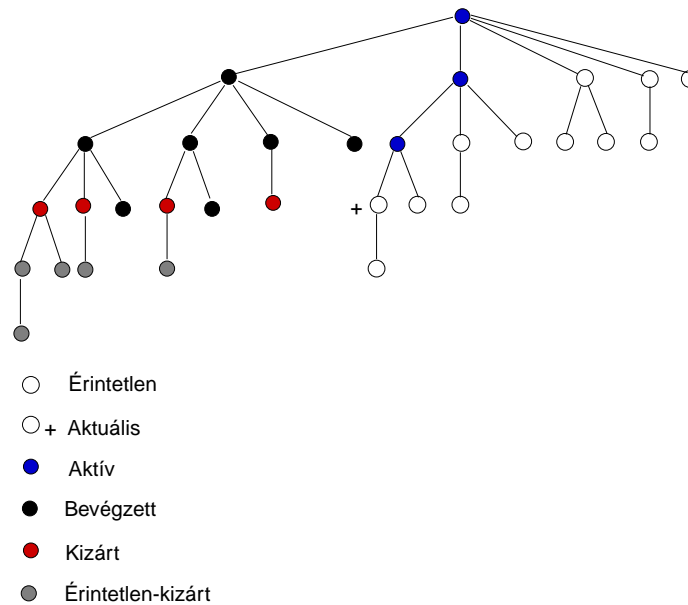 +
Érintetlen
+ Aktuális
Aktív
Bevégzett
Kizárt
Érintetlen-kizárt